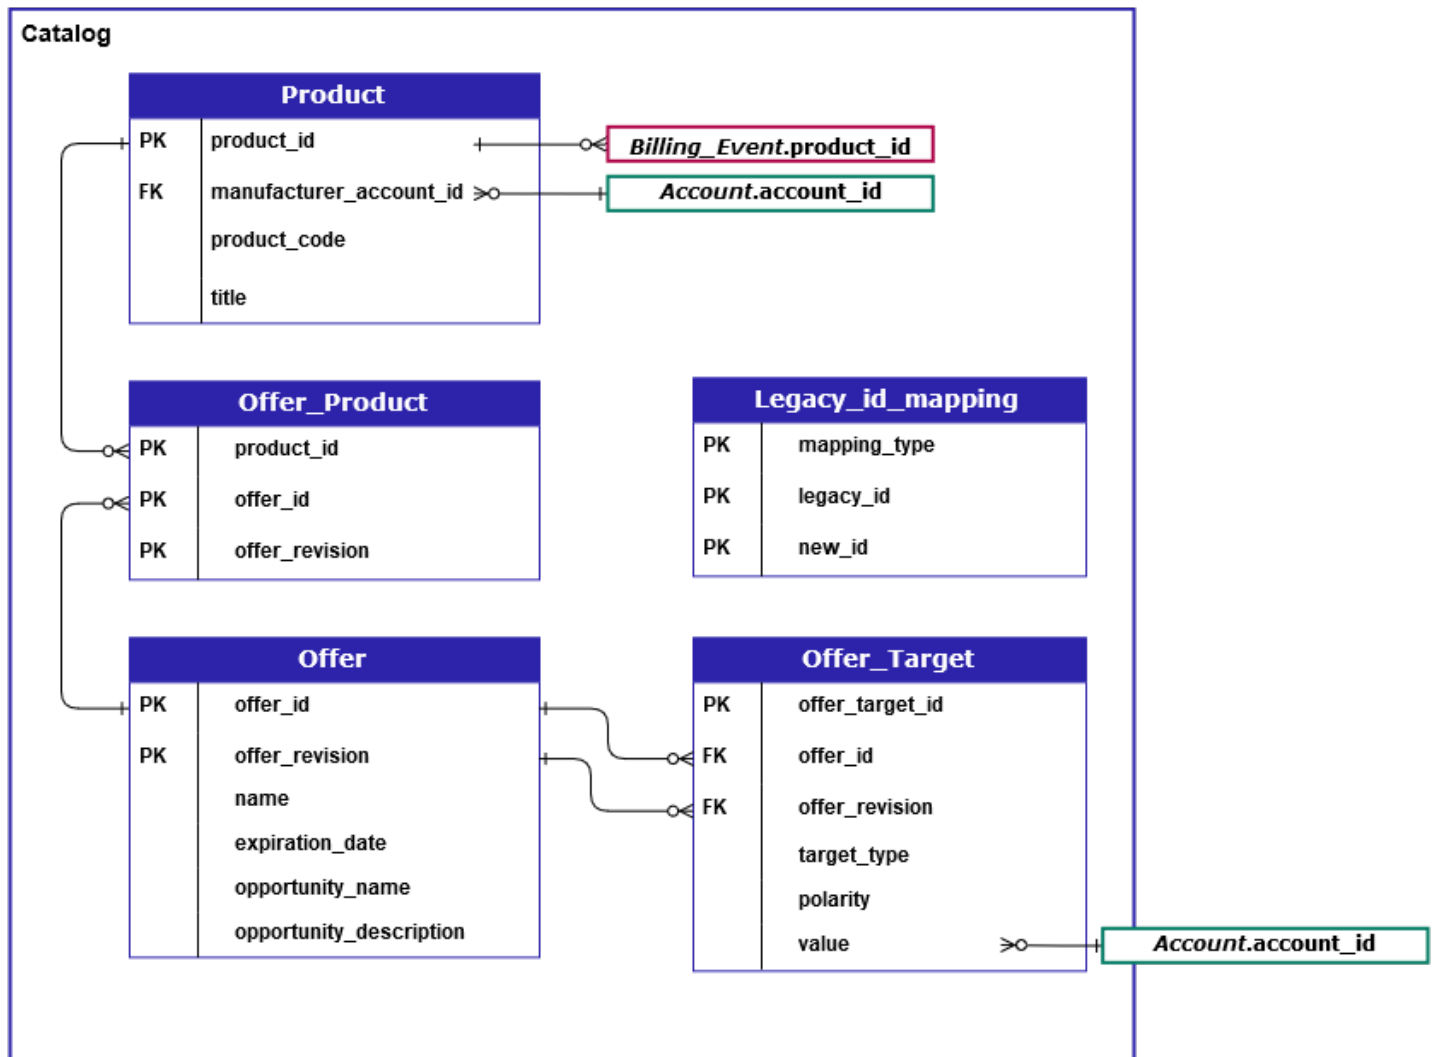 Catalog
Product
PK product_id
Billing_Event.product_id
FK manufacturer_account_id
Account.account_id
product_code
title
Offer_Product
PK product_id
PK offer_id
PK offer_revision
Legacy_id_mapping
PK mapping_type
PK legacy_id
PK new_id
Offer
PK offer_id
PK offer_revision
name
expiration_date
opportunity_name
opportunity_description
Offer_Target
PK offer_target_id
FK offer_id
FK offer_revision
target_type
polarity
value
Account.account_id